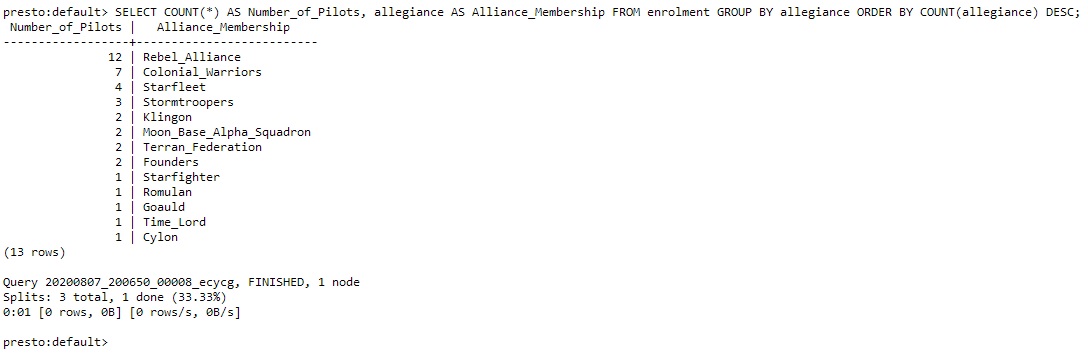 presto:default> SELECT COUNT(*) AS Number_of_Pilots, allegiance AS Alliance_Membership FROM enrolment GROUP BY allegiance ORDER BY COUNT(allegiance) DESC;
 Number_of_Pilots |   Alliance_Membership
------------------+-------------------------
               12 | Rebel_Alliance
                7 | Colonial_Warriors
                4 | Starfleet
                3 | Stormtroopers
                2 | Klingon
                2 | Moon_Base_Alpha_Squadron
                2 | Terran_Federation
                2 | Founders
                1 | Starfighter
                1 | Romulan
                1 | Goauld
                1 | Time_Lord
                1 | Cylon
(13 rows)

Query 20200807_200650_00008_ecycg, FINISHED, 1 node
Splits: 3 total, 1 done (33.33%)
0:01 [0 rows, 0B] [0 rows/s, 0B/s]

presto:default>